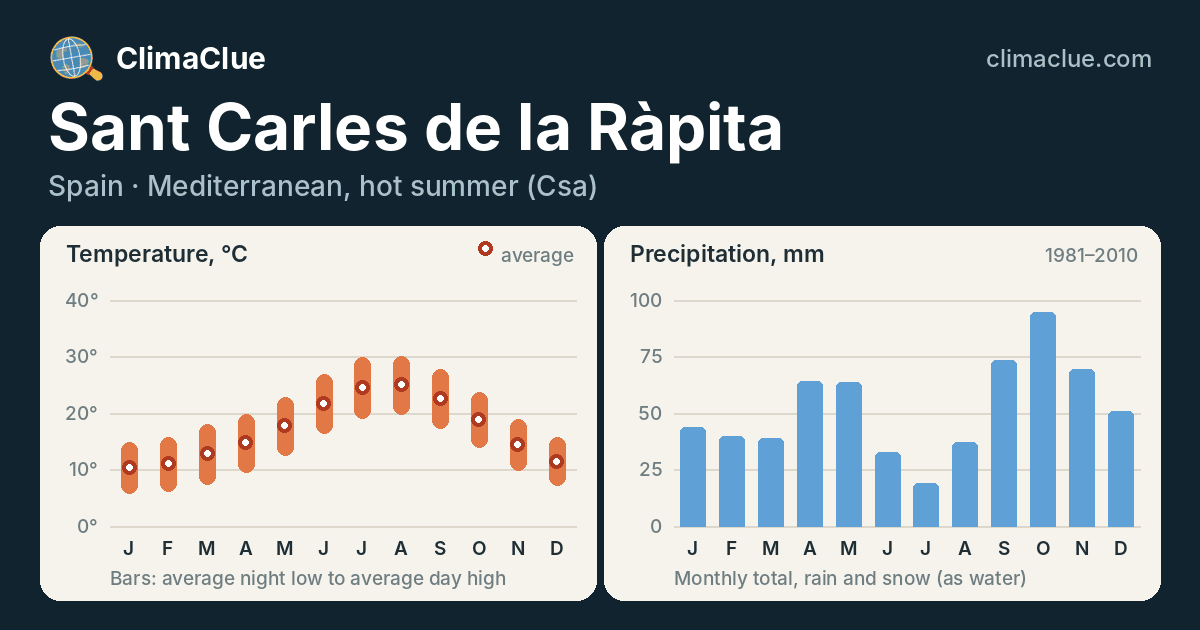 ClimaClue
climaclue.com
Sant Carles de la Ràpita
Spain · Mediterranean, hot summer (Csa)
Temperature, °C
average
40°
30°
20°
10°
0°
J F M A M J J A S O N D
Bars: average night low to average day high
Precipitation, mm
1981–2010
100
75
50
25
0
J F M A M J J A S O N D
Monthly total, rain and snow (as water)